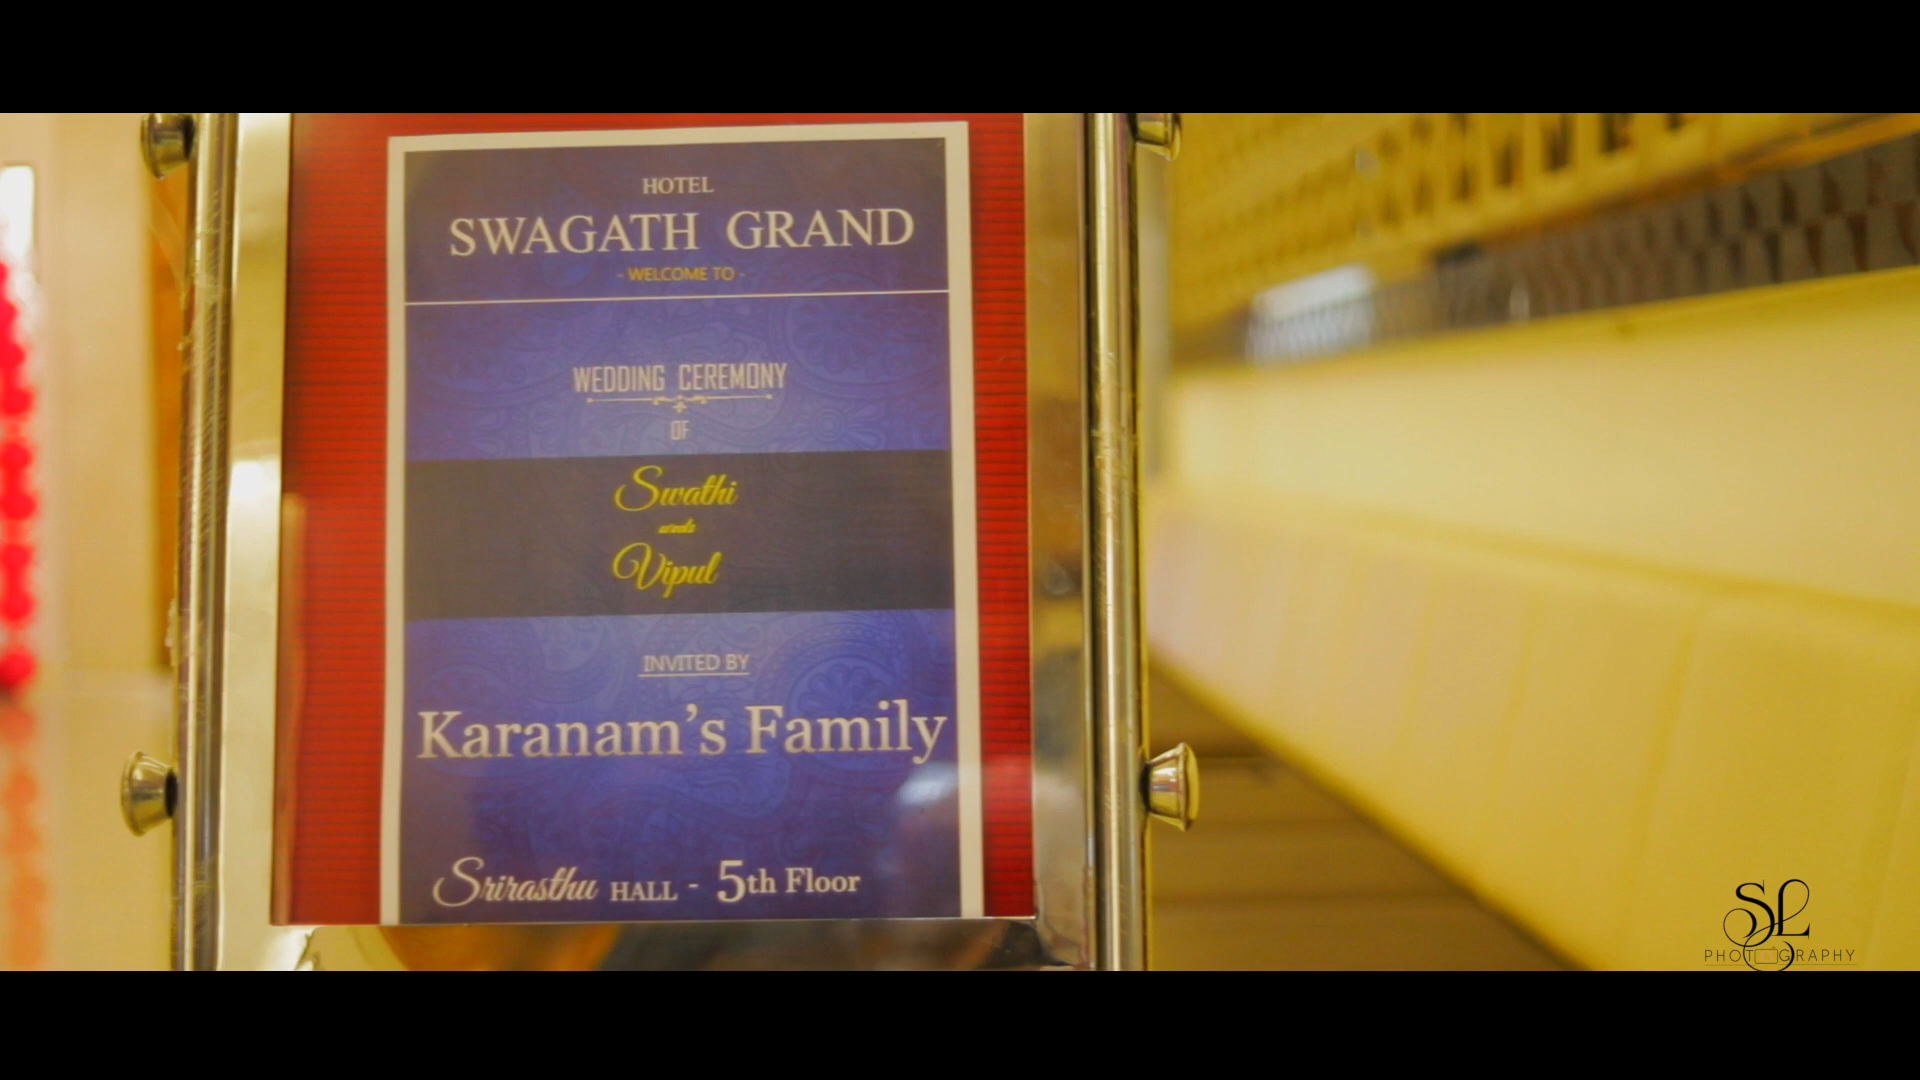 HOTEL
SWAGATH GRAND
- WELCOME TO -
WEDDING CEREMONY
OF
Swathi
weds
Vipul
INVITED BY
Karanam's Family
Srirasthu HALL - 5th Floor
SL
PHOTOGRAPHY